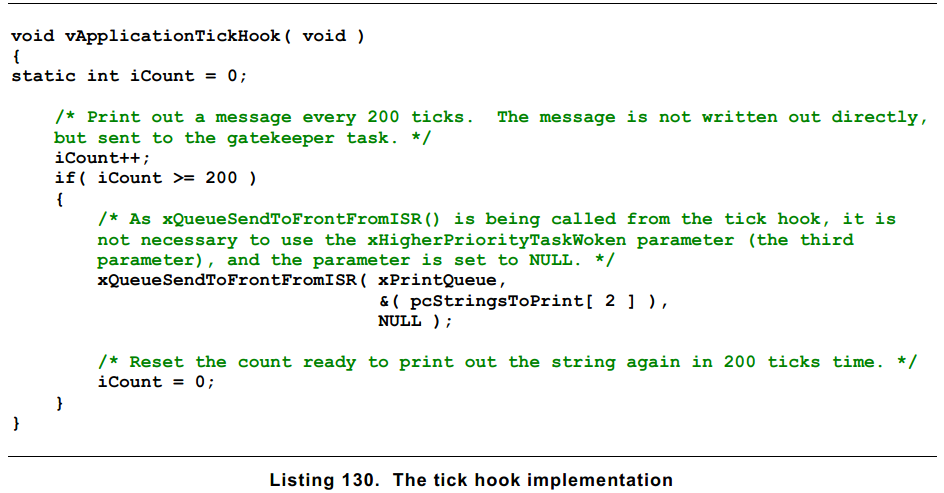 void vApplicationTickHook( void )
{
static int iCount = 0;
/* Print out a message every 200 ticks.  The message is not written out directly,
but sent to the gatekeeper task. */
iCount++;
if( iCount >= 200 )
{
/* As xQueueSendToFrontFromISR() is being called from the tick hook, it is
not necessary to use the xHigherPriorityTaskWoken parameter (the third
parameter), and the parameter is set to NULL. */
xQueueSendToFrontFromISR( xPrintQueue,
&( pcStringsToPrint[ 2 ] ),
NULL );
/* Reset the count ready to print out the string again in 200 ticks time. */
iCount = 0;
}
}
Listing 130.  The tick hook implementation